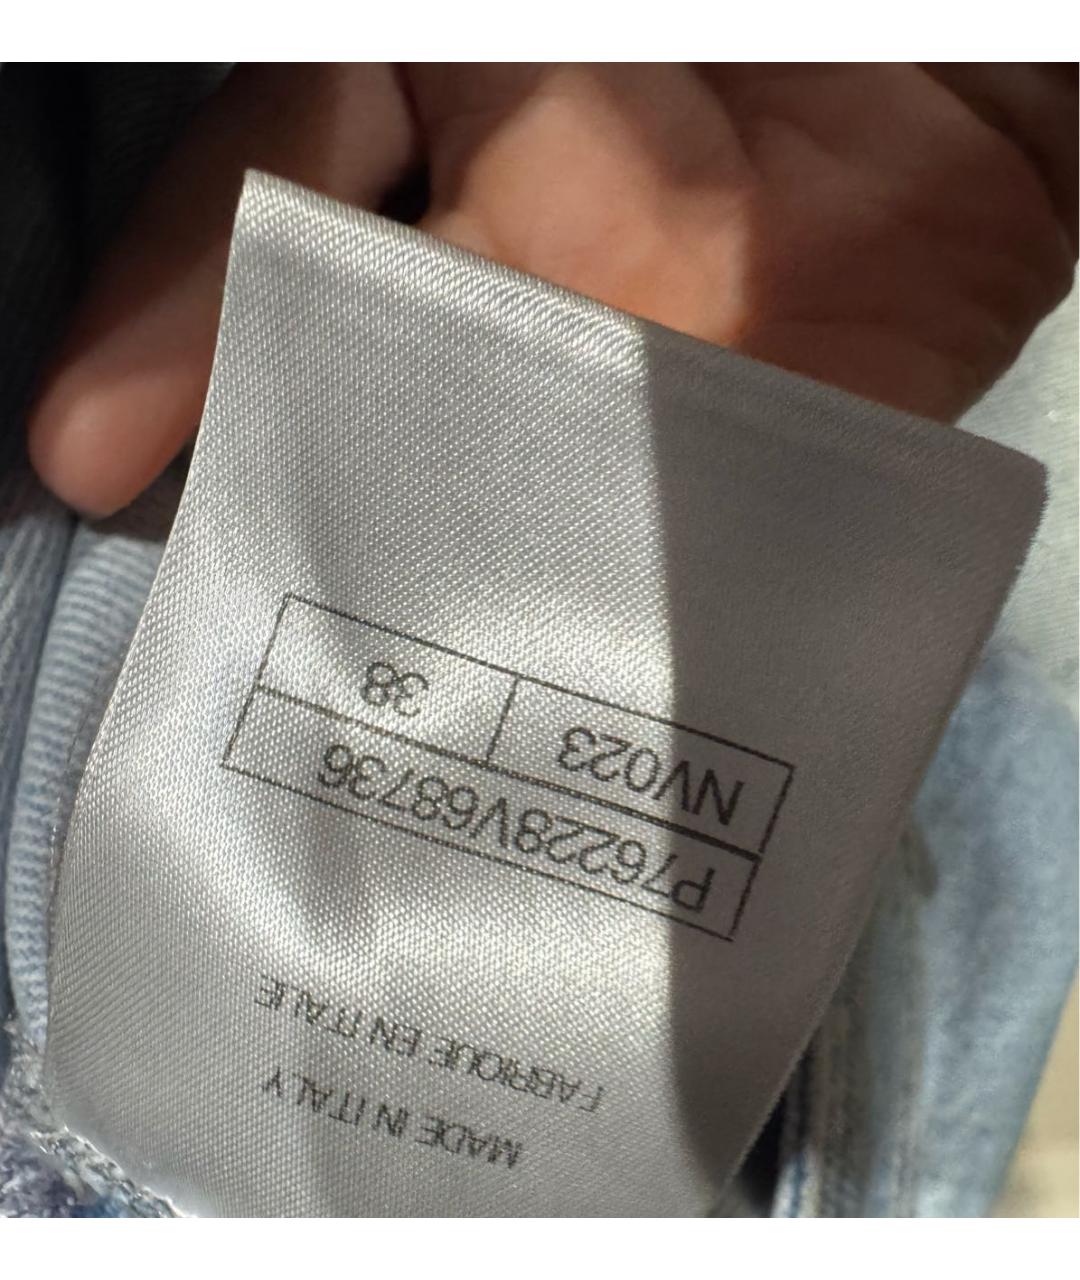 MADE IN ITALY
FABRIQUE EN ITALIE
P76228V68736
NV023
38